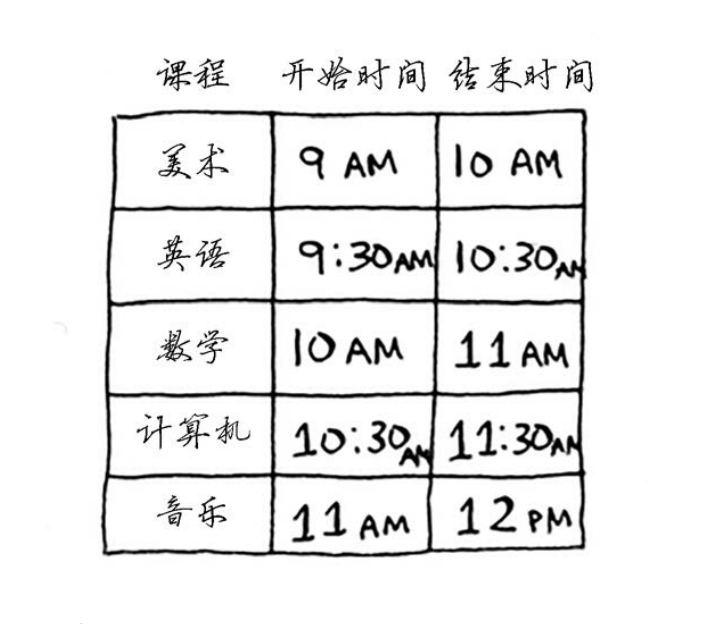 课程 开始时间 结束时间
美术 9 AM 10 AM
英语 9:30AM 10:30AM
数学 10 AM 11 AM
计算机 10:30AM 11:30AM
音乐 11 AM 12 PM